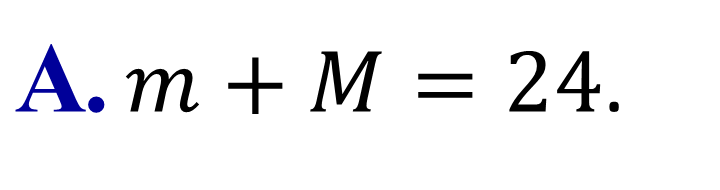 A. m + M = 24.